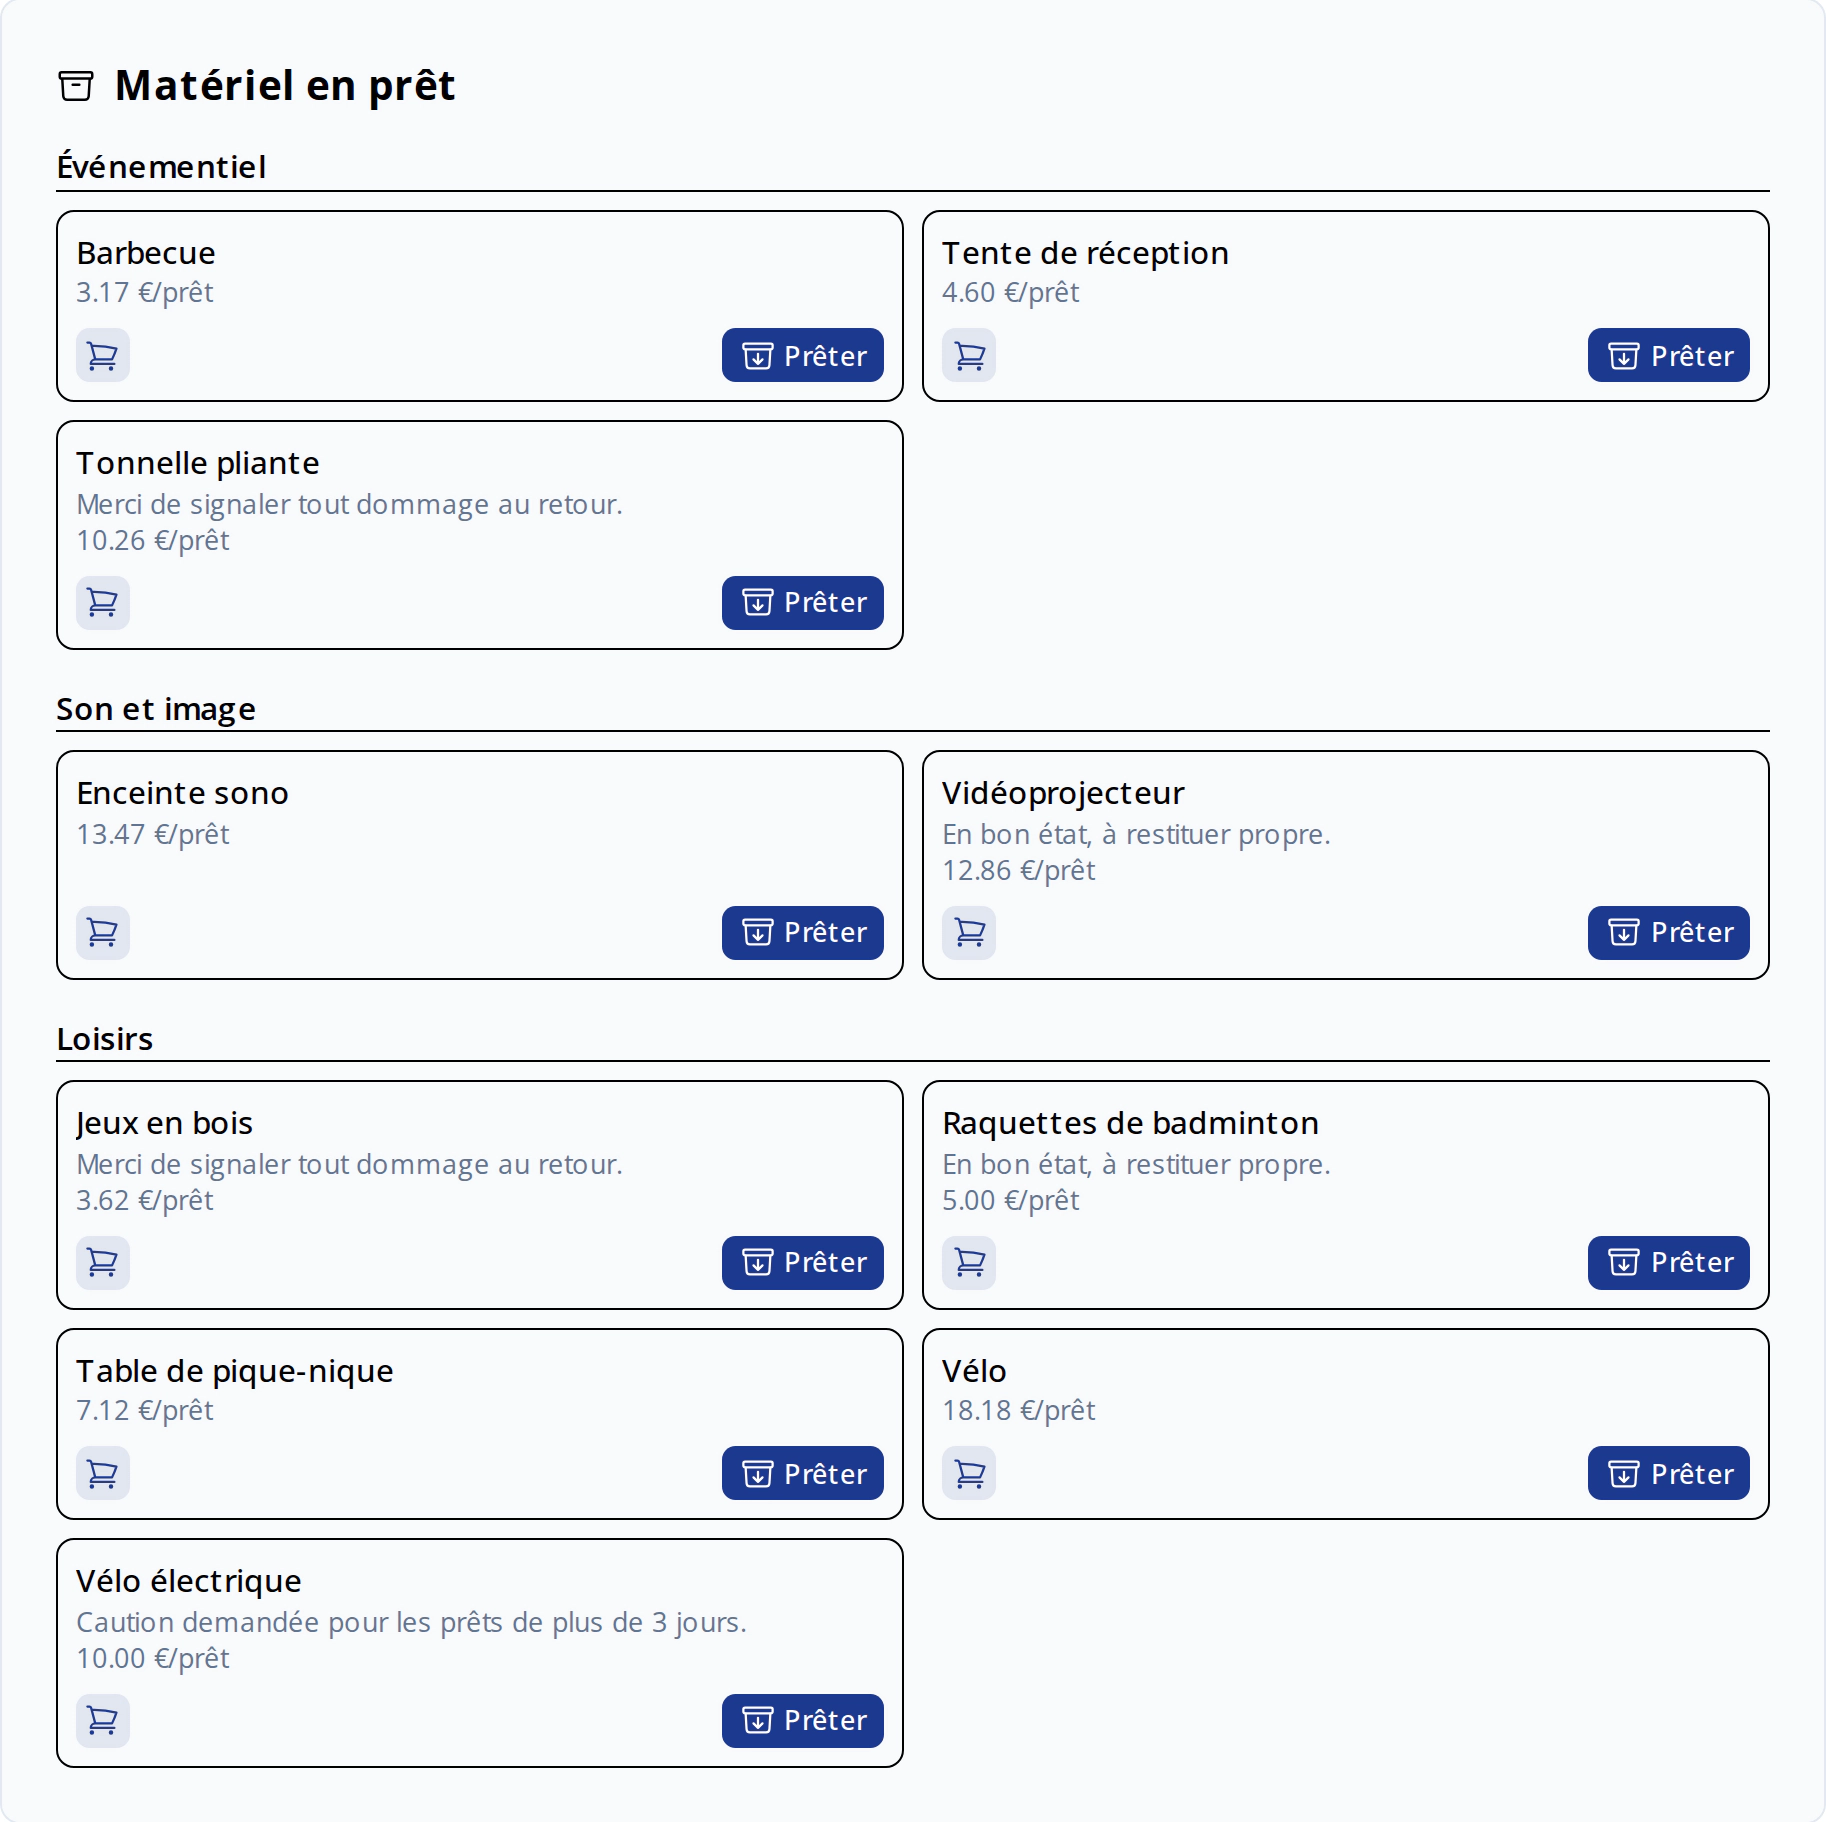 Matériel en prêt
Événementiel
Barbecue
3.17 €/prêt
Prêter
Tente de réception
4.60 €/prêt
Prêter
Tonnelle pliante
Merci de signaler tout dommage au retour.
10.26 €/prêt
Prêter
Son et image
Enceinte sono
13.47 €/prêt
Prêter
Vidéoprojecteur
En bon état, à restituer propre.
12.86 €/prêt
Prêter
Loisirs
Jeux en bois
Merci de signaler tout dommage au retour.
3.62 €/prêt
Prêter
Raquettes de badminton
En bon état, à restituer propre.
5.00 €/prêt
Prêter
Table de pique-nique
7.12 €/prêt
Prêter
Vélo
18.18 €/prêt
Prêter
Vélo électrique
Caution demandée pour les prêts de plus de 3 jours.
10.00 €/prêt
Prêter